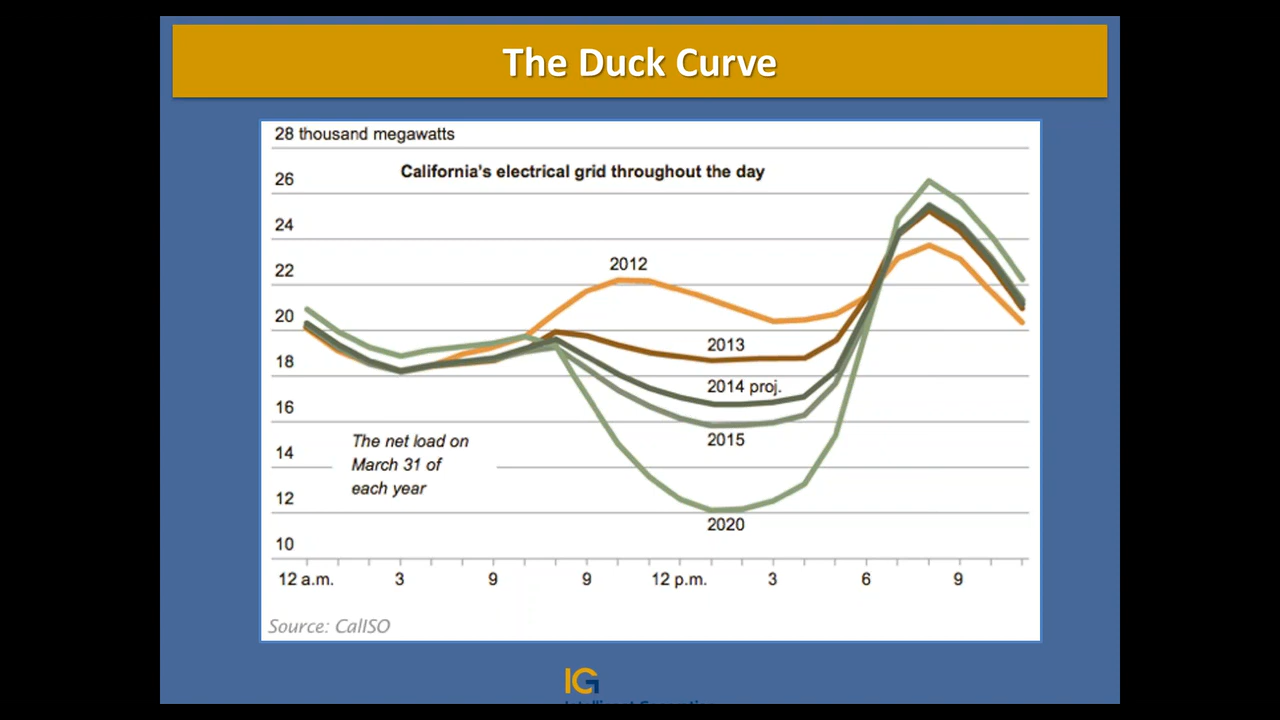 The Duck Curve
28 thousand megawatts
California's electrical grid throughout the day
26
24
22
20
18
16
14
12
10
2012
2013
2014 proj.
2015
2020
The net load on
March 31 of
each year
12 a.m. 3 9 9 12 p.m. 3 6 9
Source: CalISO
IG